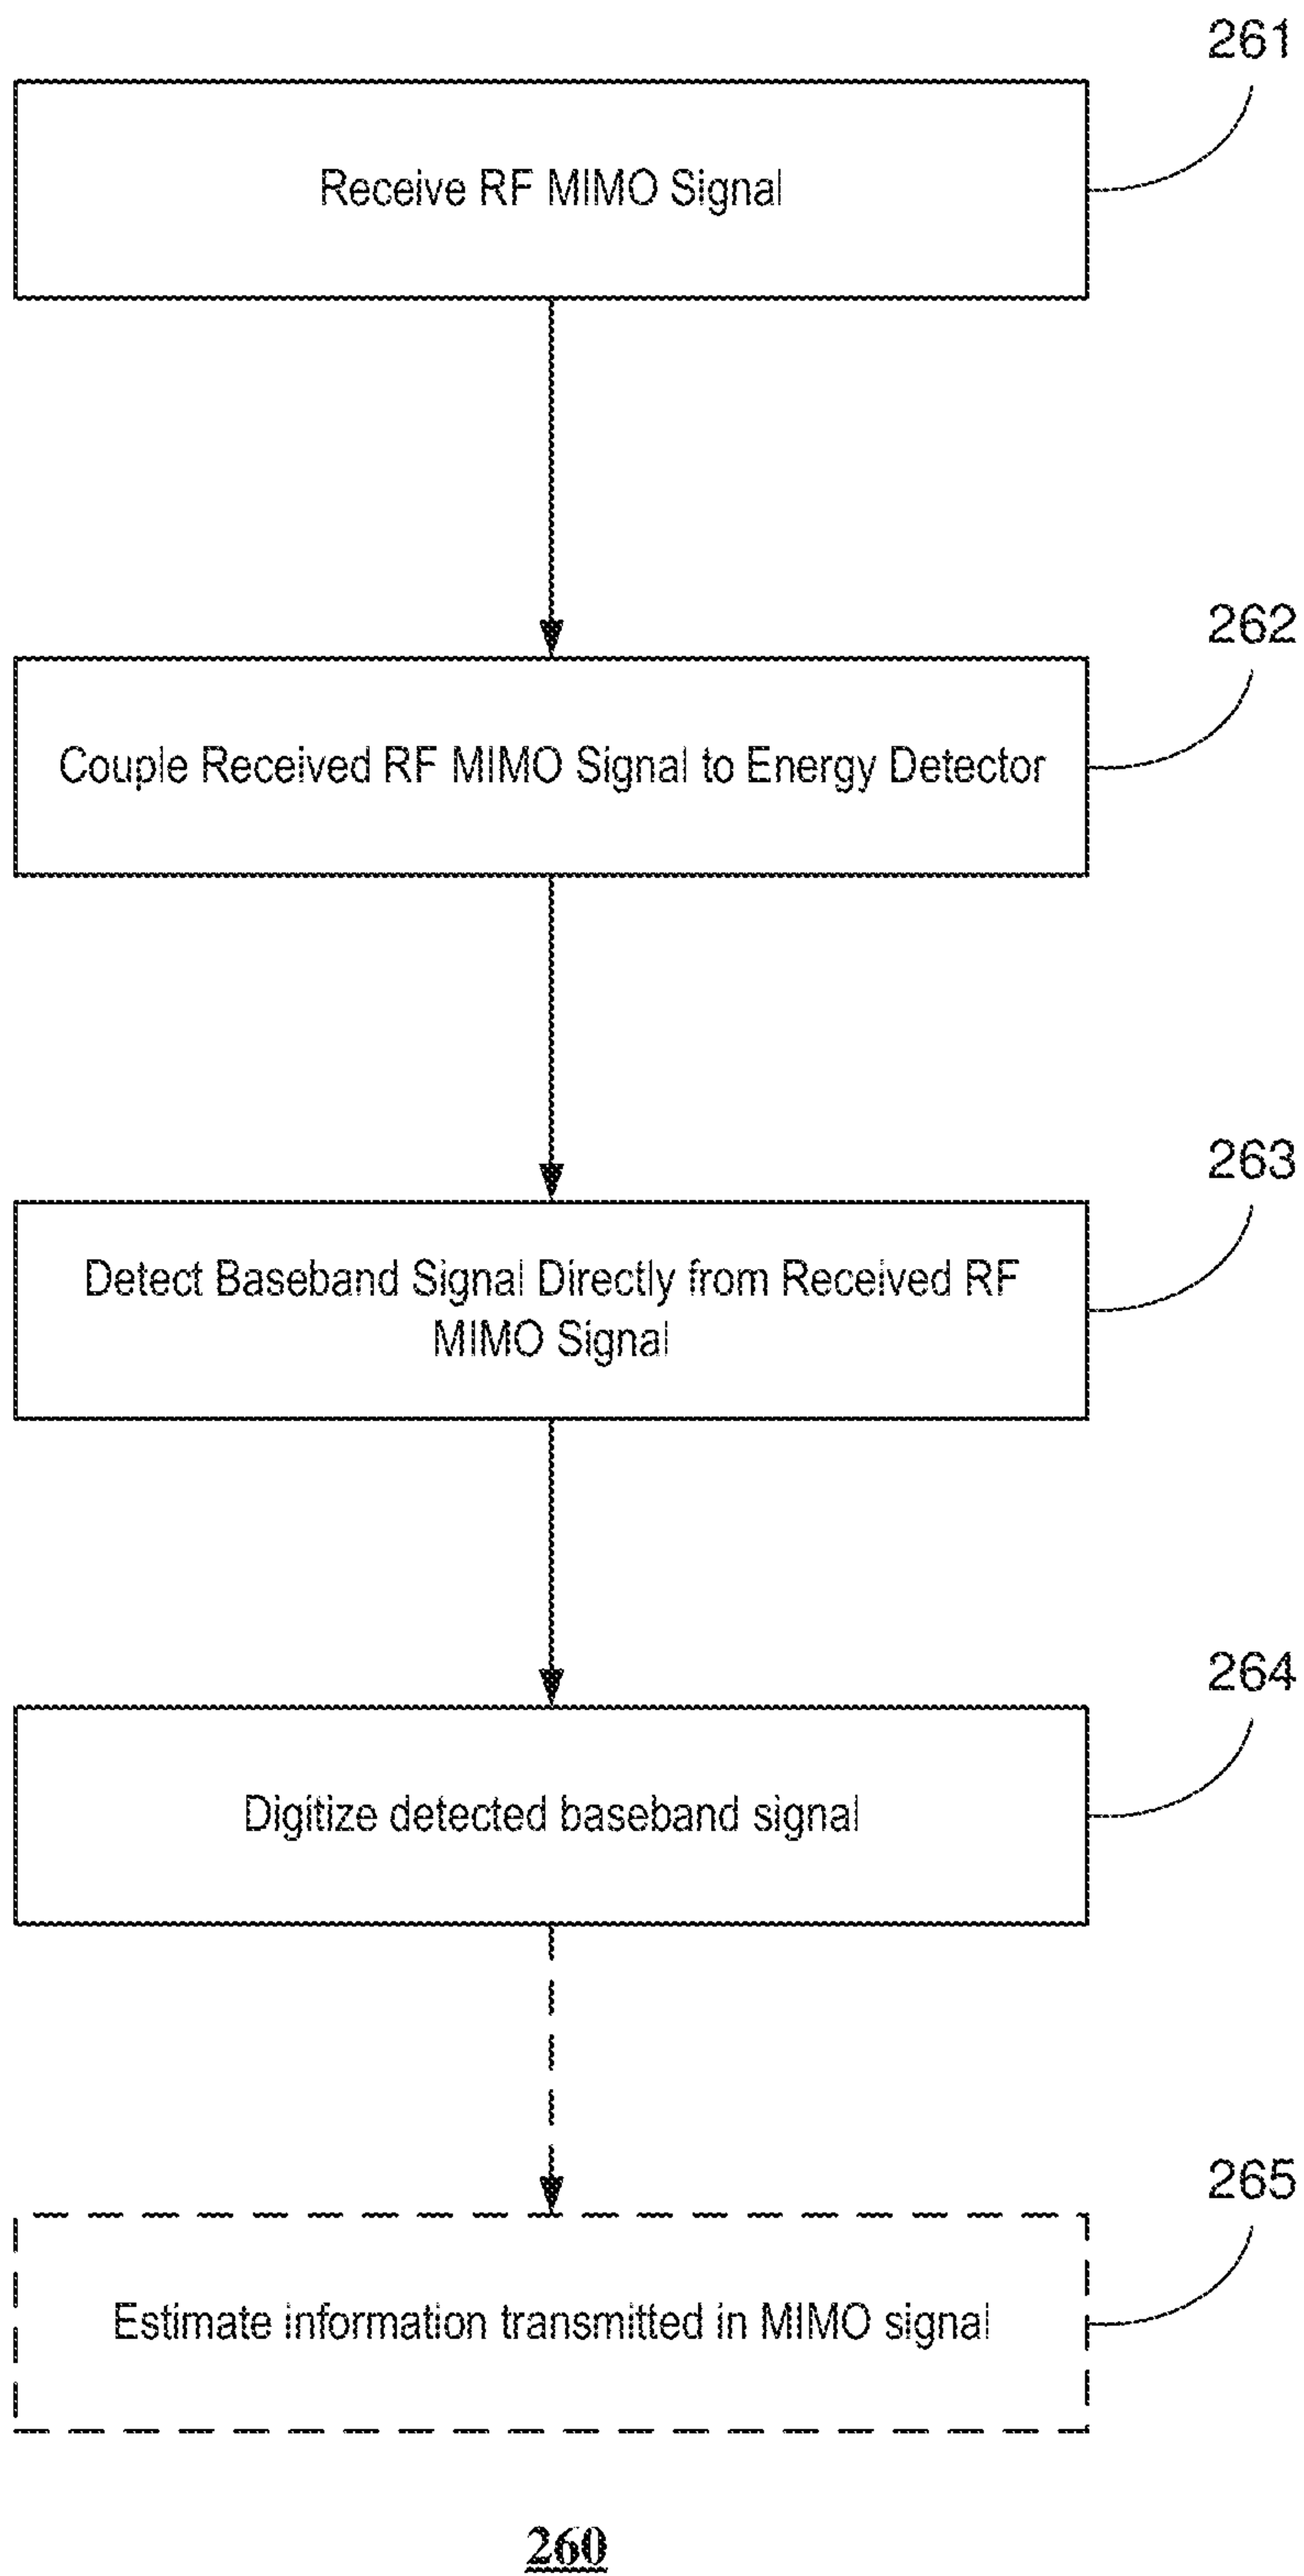 261
Receive RF MIMO Signal
262
Couple Received RF MIMO Signal to Energy Detector
263
Detect Baseband Signal Directly from Received RF
MIMO Signal
264
Digitize detected baseband signal
265
Estimate information transmitted in MIMO signal
260